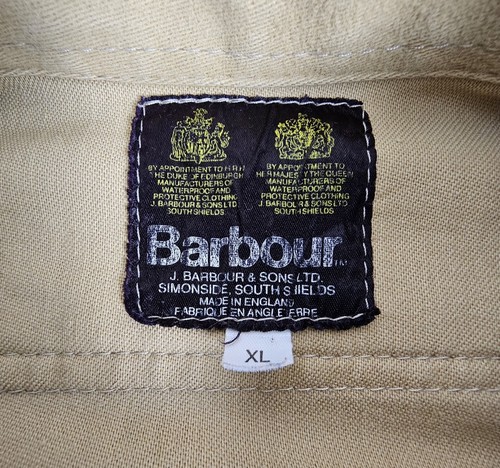 BY APPOINTMENT TO H.R.H.
THE DUKE OF EDINBURGH
MANUFACTURERS OF
WATERPROOF AND
PROTECTIVE CLOTHING
J. BARBOUR & SONS LTD
SOUTH SHIELDS
BY APPOINTMENT TO
HER MAJESTY THE QUEEN
MANUFACTURERS OF
WATERPROOF AND
PROTECTIVE CLOTHING
J. BARBOUR & SONS LTD
SOUTH SHIELDS
Barbour TM
J. BARBOUR & SONS LTD.
SIMONSIDE, SOUTH SHIELDS
MADE IN ENGLAND
FABRIQUE EN ANGLETERRE
XL